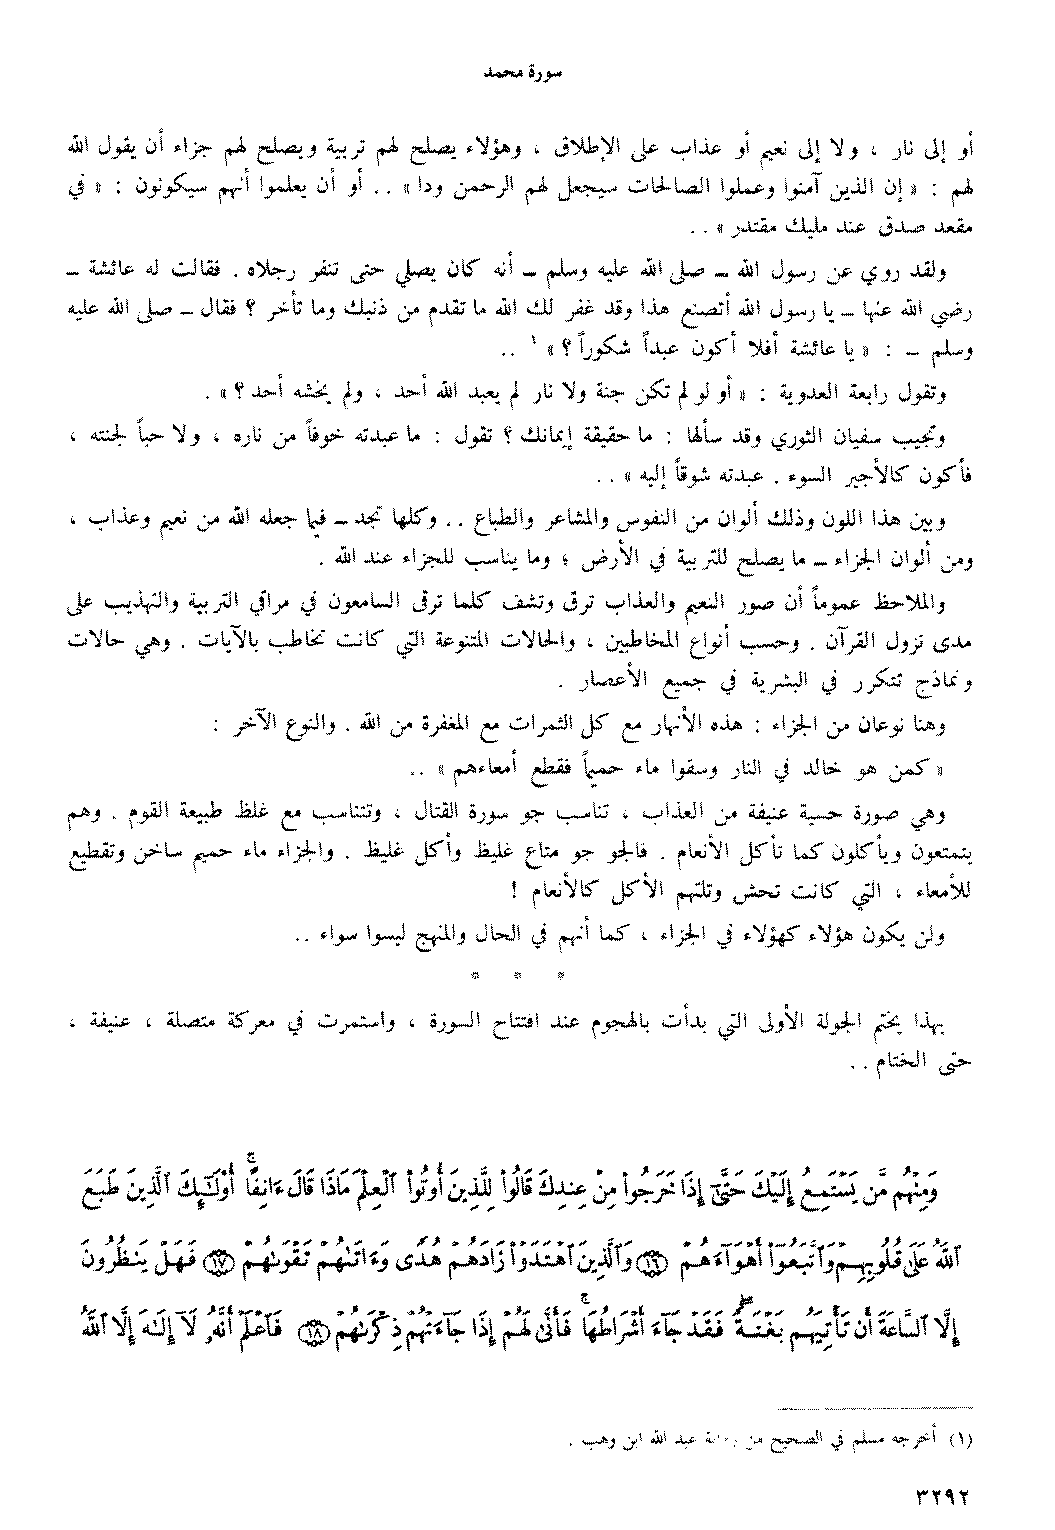 سورة محمد
أو إلى نار ، ولا إلى نعيم أو عذاب على الإطلاق ، وهؤلاء يصلح لهم تربية ويصلح لهم جزاء أن يقول الله
لهم : « إن الذين آمنوا وعملوا الصالحات سيجعل لهم الرحمن ودا » .. أو أن يعلموا أنهم سيكونون : « في
مقعد صدق عند مليك مقتدر » ..
ولقد روي عن رسول الله ــ صلى الله عليه وسلم ــ أنه كان يصلي حتى تنفر رجلاه . فقالت له عائشة ــ
رضي الله عنها ــ يا رسول الله أتصنع هذا وقد غفر لك الله ما تقدم من ذنبك وما تأخر ؟ فقال ــ صلى الله عليه
وسلم ــ : « يا عائشة أفلا أكون عبداً شكوراً ؟ » ١ ..
وتقول رابعة العدوية : « أو لو لم تكن جنة ولا نار لم يعبد الله أحد ، ولم يخشه أحد ؟ » .
وتجيب سفيان الثوري وقد سألها : ما حقيقة إيمانك ؟ تقول : ما عبدته خوفاً من ناره ، ولا حباً لجنته ،
فأكون كالأجير السوء . عبدته شوقاً إليه » ..
وبين هذا اللون وذلك ألوان من النفوس والمشاعر والطباع .. وكلها تجد ــ فيما جعله الله من نعيم وعذاب ،
ومن ألوان الجزاء ــ ما يصلح للتربية في الأرض ؛ وما يناسب للجزاء عند الله .
والملاحظ عموماً أن صور النعيم والعذاب ترق وتشف كلما ترقى السامعون في مراقي التربية والتهذيب على
مدى نزول القرآن . وحسب أنواع المخاطبين ، والحالات المتنوعة التي كانت تخاطب بالآيات . وهي حالات
ونماذج تتكرر في البشرية في جميع الأعصار .
وهنا نوعان من الجزاء : هذه الأنهار مع كل الثمرات مع المغفرة من الله . والنوع الآخر :
« كمن هو خالد في النار وسقوا ماء حميماً فقطع أمعاءهم » ..
وهي صورة حسية عنيفة من العذاب ، تناسب جو سورة القتال ، وتتناسب مع غلظ طبيعة القوم . وهم
يتمتعون ويأكلون كما تأكل الأنعام . فالجو جو متاع غليظ وأكل غليظ . والجزاء ماء حميم ساخن وتقطيع
للأمعاء ، التي كانت تحش وتلتهم الأكل كالأنعام !
ولن يكون هؤلاء كهؤلاء في الجزاء ، كما أنهم في الحال والمنهج ليسوا سواء ..
* * *
بهذا يختم الجولة الأولى التي بدأت بالهجوم عند افتتاح السورة ، واستمرت في معركة متصلة ، عنيفة ،
حتى الختام ..
وَمِنْهُم مَّن يَسْتَمِعُ إِلَيْكَ حَتَّىٰٓ إِذَا خَرَجُوا۟ مِنْ عِندِكَ قَالُوا۟ لِلَّذِينَ أُوتُوا۟ ٱلْعِلْمَ مَاذَا قَالَ ءَانِفًا ۚ أُو۟لَٰٓئِكَ ٱلَّذِينَ طَبَعَ
ٱللَّهُ عَلَىٰ قُلُوبِهِمْ وَٱتَّبَعُوٓا۟ أَهْوَآءَهُمْ ﴿١٦﴾ وَٱلَّذِينَ ٱهْتَدَوْا۟ زَادَهُمْ هُدًى وَءَاتَىٰهُمْ تَقْوَىٰهُمْ ﴿١٧﴾ فَهَلْ يَنظُرُونَ
إِلَّا ٱلسَّاعَةَ أَن تَأْتِيَهُم بَغْتَةً ۖ فَقَدْ جَآءَ أَشْرَاطُهَا ۚ فَأَنَّىٰ لَهُمْ إِذَا جَآءَتْهُمْ ذِكْرَىٰهُمْ ﴿١٨﴾ فَٱعْلَمْ أَنَّهُۥ لَآ إِلَٰهَ إِلَّا ٱللَّهُ
(١) أخرجه مسلم في الصحيح من عبد الله ابن وهب .
٣٢٩٢